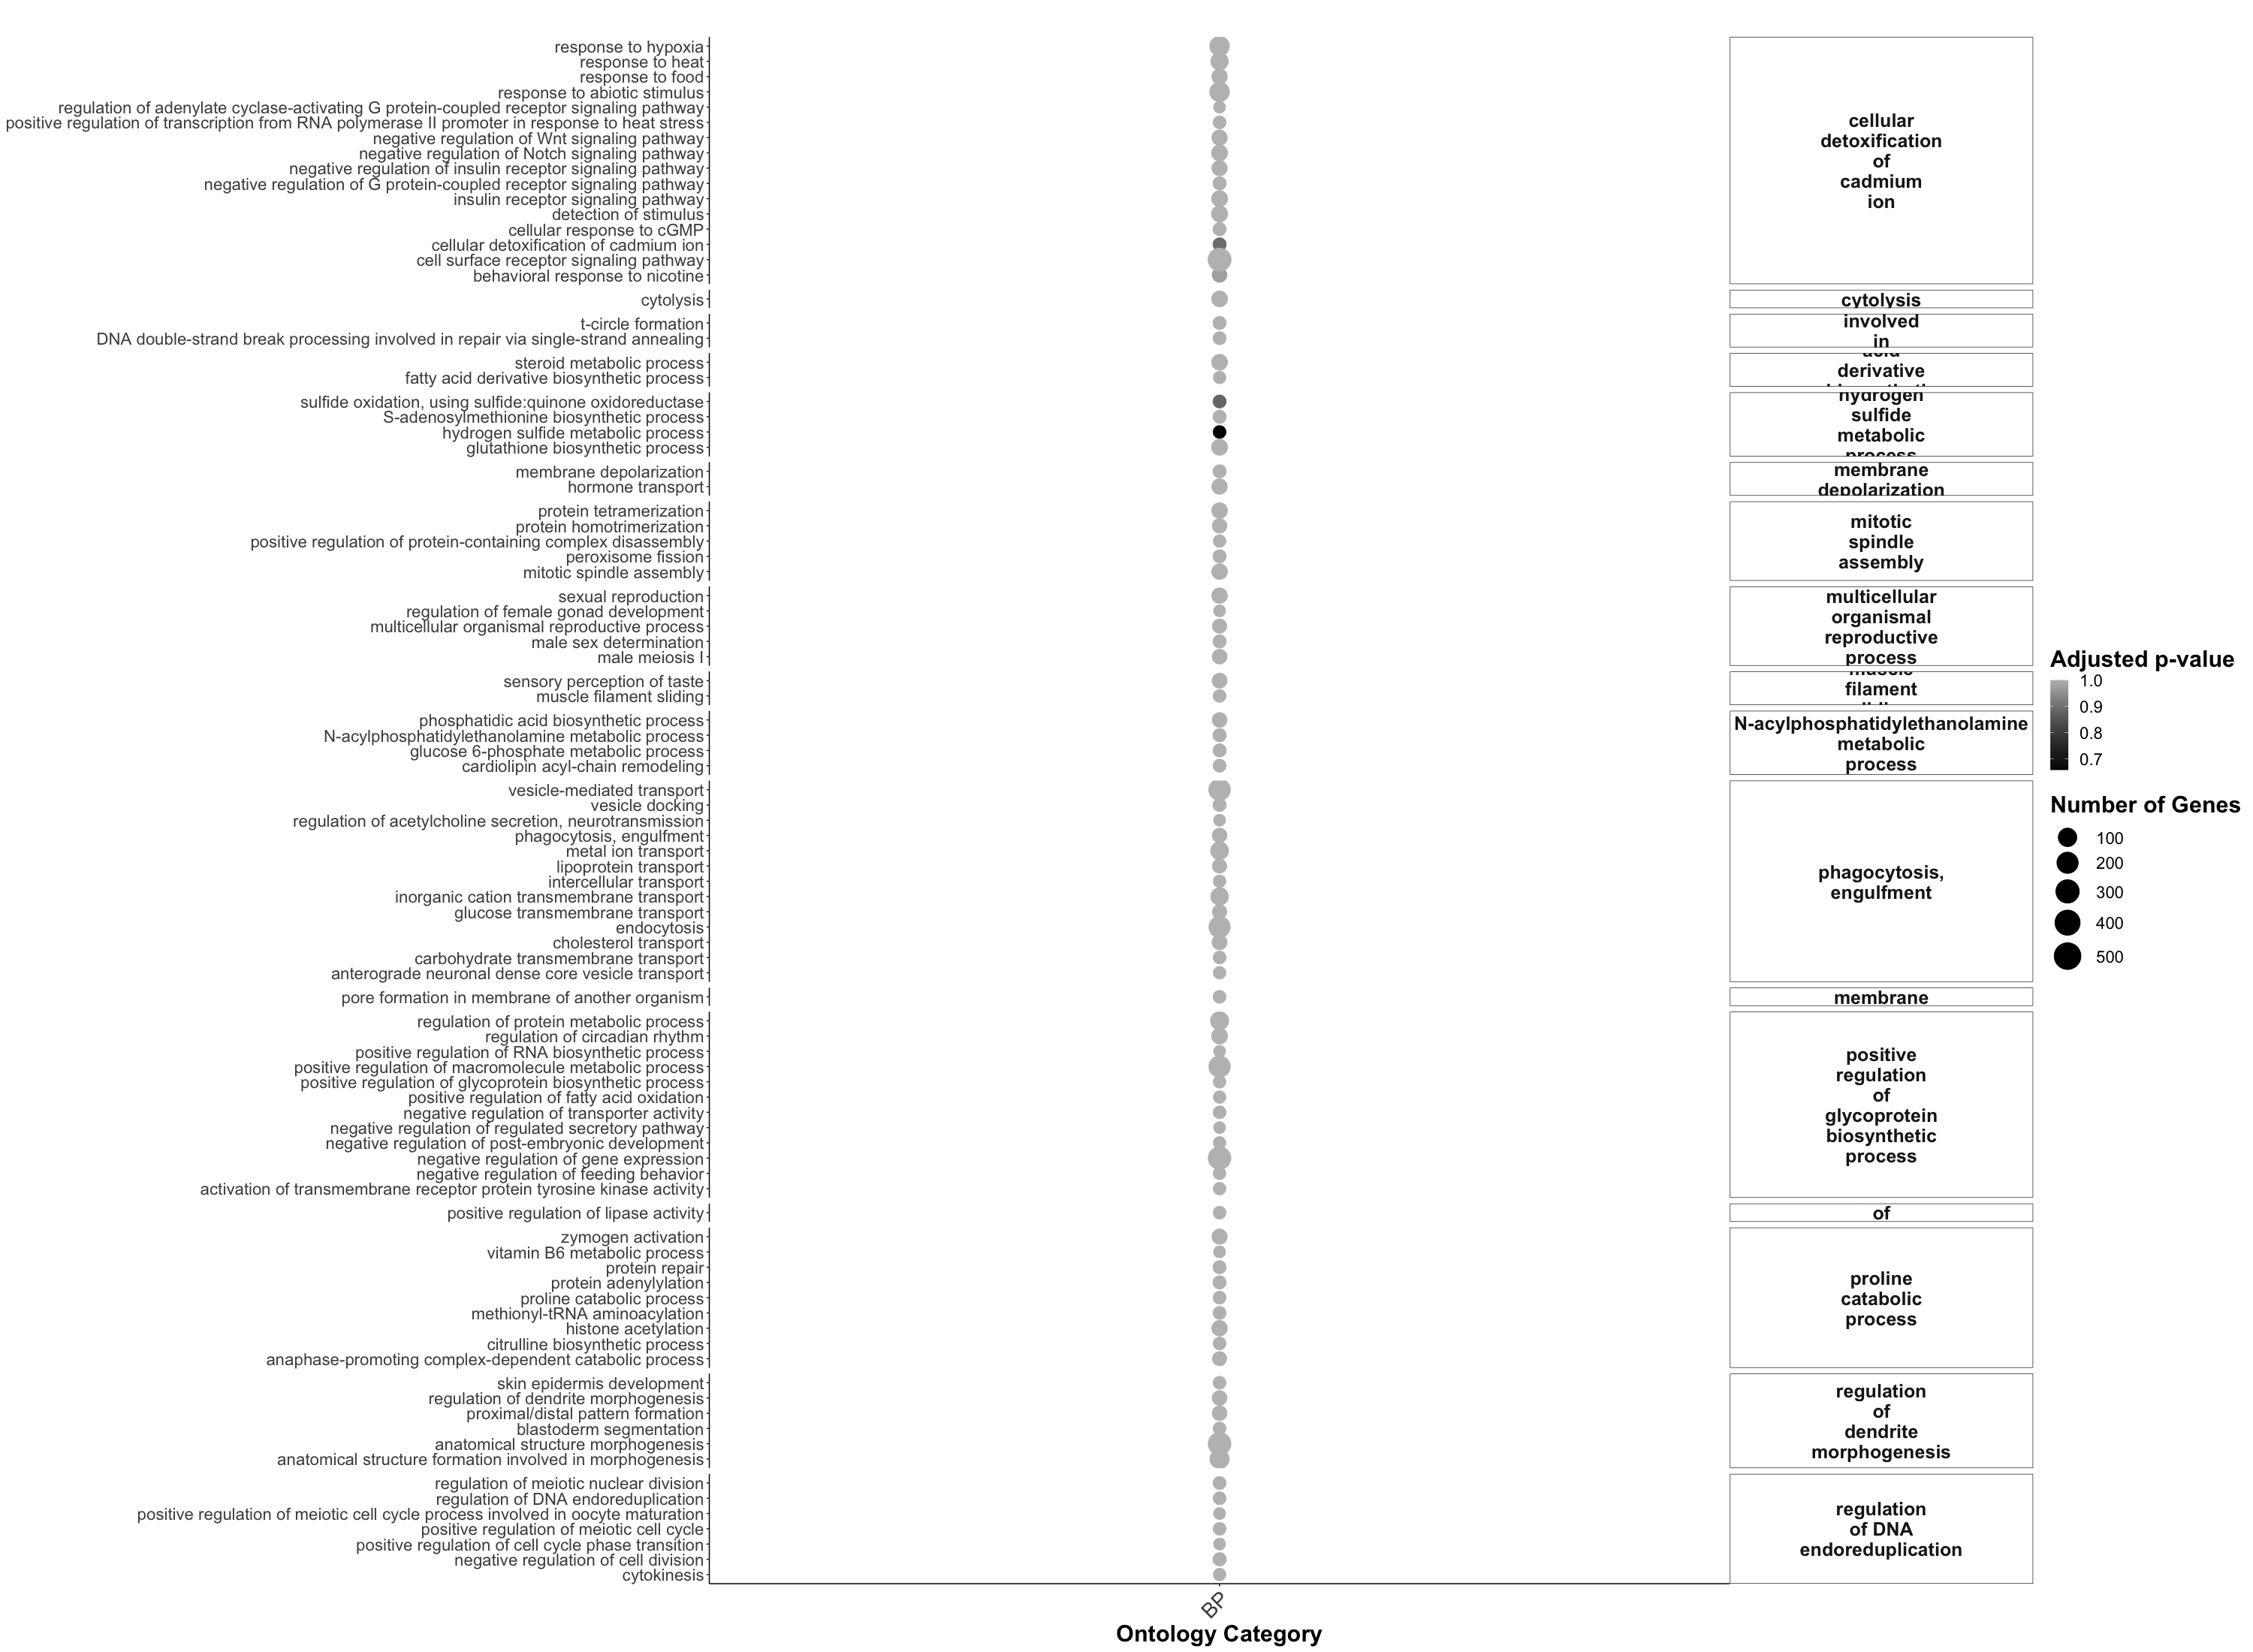 response to hypoxia
response to heat
response to food
response to abiotic stimulus
regulation of adenylate cyclase-activating G protein-coupled receptor signaling pathway
positive regulation of transcription from RNA polymerase II promoter in response to heat stress
negative regulation of Wnt signaling pathway
negative regulation of Notch signaling pathway
negative regulation of insulin receptor signaling pathway
negative regulation of G protein-coupled receptor signaling pathway
insulin receptor signaling pathway
detection of stimulus
cellular response to cGMP
cellular detoxification of cadmium ion
cell surface receptor signaling pathway
behavioral response to nicotine
cellular
detoxification
of
cadmium
ion
cytolysis
cytolysis
t-circle formation
DNA double-strand break processing involved in repair via single-strand annealing
involved
in
steroid metabolic process
fatty acid derivative biosynthetic process
acid
derivative
sulfide oxidation, using sulfide:quinone oxidoreductase
S-adenosylmethionine biosynthetic process
hydrogen sulfide metabolic process
glutathione biosynthetic process
hydrogen
sulfide
metabolic
process
membrane depolarization
hormone transport
membrane
depolarization
protein tetramerization
protein homotrimerization
positive regulation of protein-containing complex disassembly
peroxisome fission
mitotic spindle assembly
mitotic
spindle
assembly
sexual reproduction
regulation of female gonad development
multicellular organismal reproductive process
male sex determination
male meiosis I
multicellular
organismal
reproductive
process
sensory perception of taste
muscle filament sliding
muscle
filament
phosphatidic acid biosynthetic process
N-acylphosphatidylethanolamine metabolic process
glucose 6-phosphate metabolic process
cardiolipin acyl-chain remodeling
N-acylphosphatidylethanolamine
metabolic
process
vesicle-mediated transport
vesicle docking
regulation of acetylcholine secretion, neurotransmission
phagocytosis, engulfment
metal ion transport
lipoprotein transport
intercellular transport
inorganic cation transmembrane transport
glucose transmembrane transport
endocytosis
cholesterol transport
carbohydrate transmembrane transport
anterograde neuronal dense core vesicle transport
phagocytosis,
engulfment
pore formation in membrane of another organism
membrane
regulation of protein metabolic process
regulation of circadian rhythm
positive regulation of RNA biosynthetic process
positive regulation of macromolecule metabolic process
positive regulation of glycoprotein biosynthetic process
positive regulation of fatty acid oxidation
negative regulation of transporter activity
negative regulation of regulated secretory pathway
negative regulation of post-embryonic development
negative regulation of gene expression
negative regulation of feeding behavior
activation of transmembrane receptor protein tyrosine kinase activity
positive
regulation
of
glycoprotein
biosynthetic
process
positive regulation of lipase activity
of
zymogen activation
vitamin B6 metabolic process
protein repair
protein adenylylation
proline catabolic process
methionyl-tRNA aminoacylation
histone acetylation
citrulline biosynthetic process
anaphase-promoting complex-dependent catabolic process
proline
catabolic
process
skin epidermis development
regulation of dendrite morphogenesis
proximal/distal pattern formation
blastoderm segmentation
anatomical structure morphogenesis
anatomical structure formation involved in morphogenesis
regulation
of
dendrite
morphogenesis
regulation of meiotic nuclear division
regulation of DNA endoreduplication
positive regulation of meiotic cell cycle process involved in oocyte maturation
positive regulation of meiotic cell cycle
positive regulation of cell cycle phase transition
negative regulation of cell division
cytokinesis
regulation
of DNA
endoreduplication
BP
Ontology Category
Adjusted p-value
1.0
0.9
0.8
0.7
Number of Genes
100
200
300
400
500